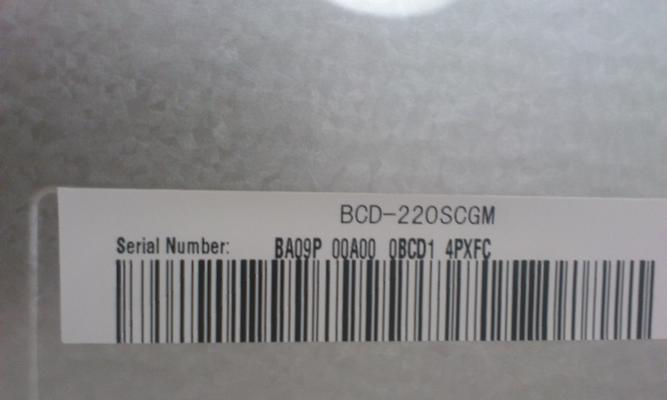 BCD-220SCGM
Serial Number: BA09P 00A00 0BCD1 4PXFC